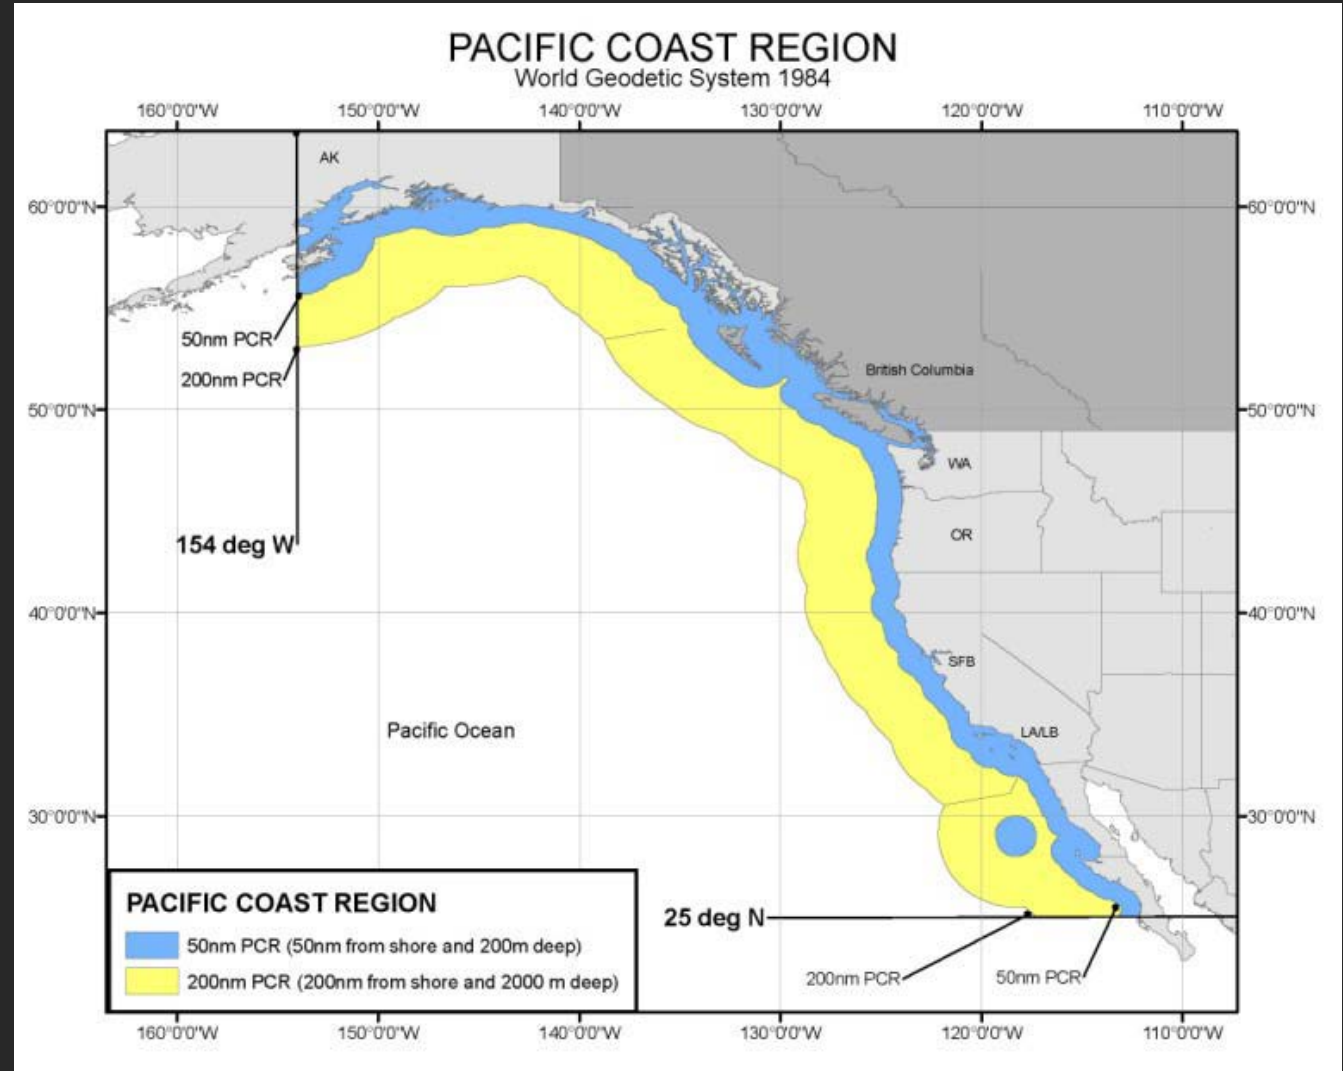 PACIFIC COAST REGION
World Geodetic System 1984
160°0'0"W 150°0'0"W 140°0'0"W 130°0'0"W 120°0'0"W 110°0'0"W
AK
60°0'0"N 60°0'0"N
50nm PCR
200nm PCR
British Columbia
50°0'0"N 50°0'0"N
WA
OR
154 deg W
40°0'0"N 40°0'0"N
SFB
Pacific Ocean
LA/LB
30°0'0"N 30°0'0"N
PACIFIC COAST REGION
50nm PCR (50nm from shore and 200m deep)
200nm PCR (200nm from shore and 2000 m deep)
25 deg N
200nm PCR 50nm PCR
160°0'0"W 150°0'0"W 140°0'0"W 130°0'0"W 120°0'0"W 110°0'0"W